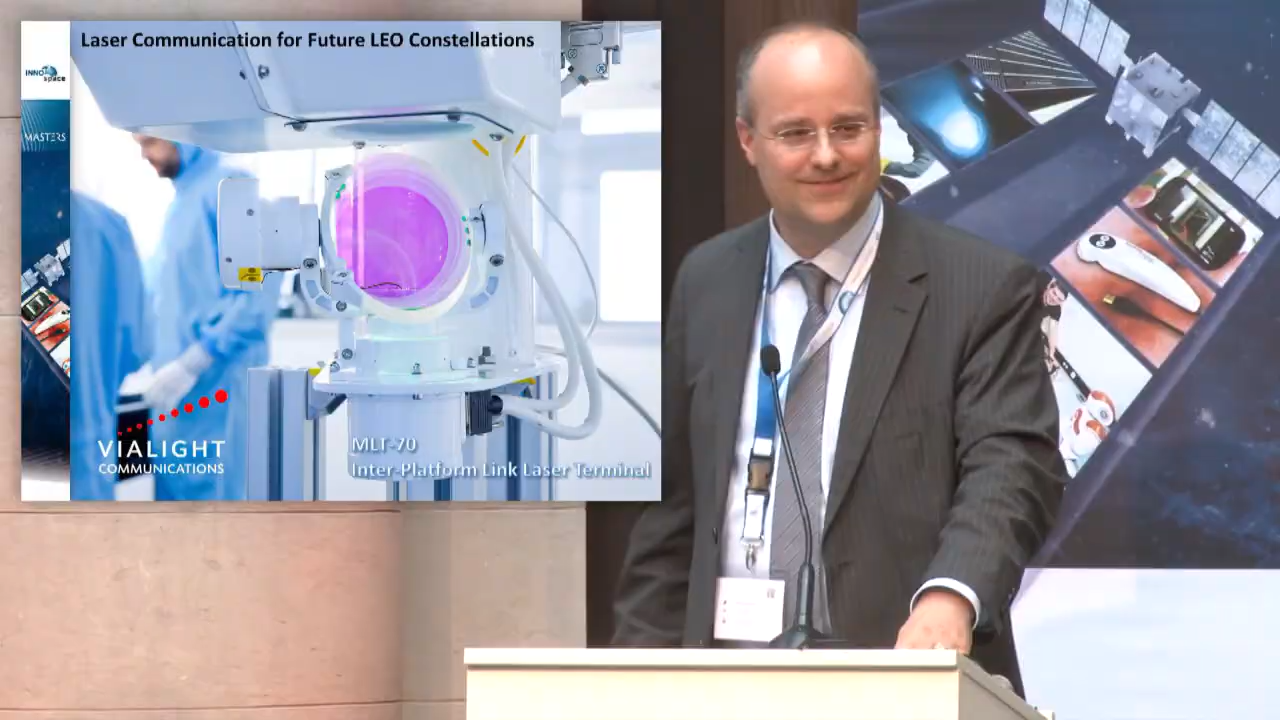 Laser Communication for Future LEO Constellations
INNO
space
MASTERS
VIALIGHT
COMMUNICATIONS
MLT-70
Inter-Platform Link Laser Terminal